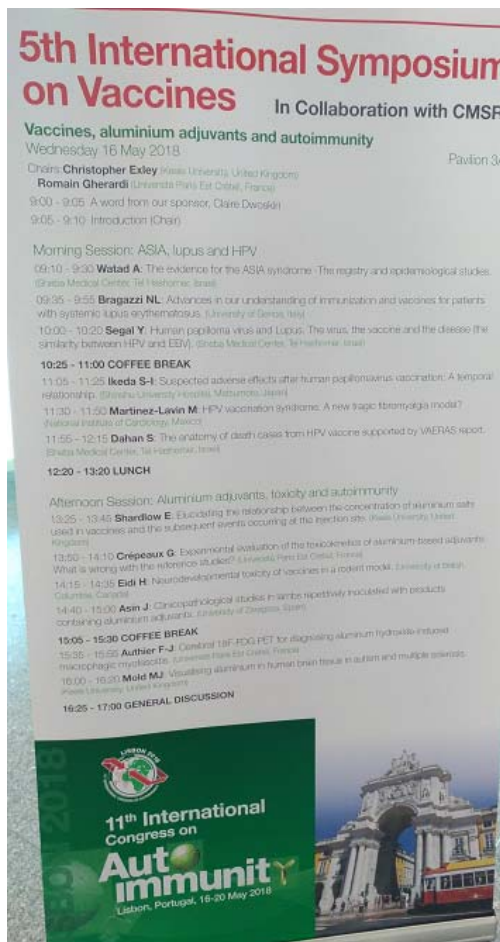 5th International Symposium
on Vaccines
In Collaboration with CMSR
Vaccines, aluminium adjuvants and autoimmunity
Wednesday 16 May 2018
Pavilion 3
Chairs: Christopher Exley (Keele University, United Kingdom)
Romain Gherardi (Université Paris Est Créteil, France)
9:00 - 9:05 A word from our sponsor, Claire Dwoskin
9:05 - 9:10 Introduction (Chair)
Morning Session: ASIA, lupus and HPV
09:10 - 9:30 Watad A: The evidence for the ASIA syndrome -The registry and epidemiological studies.
(Sheba Medical Center, Tel Hashomer, Israel)
09:35 - 9:55 Bragazzi NL: Advances in our understanding of immunization and vaccines for patients
with systemic lupus erythematosus. (University of Genoa, Italy)
10:00 - 10:20 Segal Y: Human papilloma virus and Lupus. The virus, the vaccine and the disease (the
similarity between HPV and EBV). (Sheba Medical Center, Tel Hashomer, Israel)
10:25 - 11:00 COFFEE BREAK
11:05 - 11:25 Ikeda S-I: Suspected adverse effects after human papillomavirus vaccination: A temporal
relationship. (Shinshu University Hospital, Matsumoto, Japan)
11:30 - 11:50 Martinez-Lavin M: HPV vaccination syndrome. A new tragic fibromyalgia model?
(National Institute of Cardiology, Mexico)
11:55 - 12:15 Dahan S: The anatomy of death cases from HPV vaccine supported by VAERAS report.
(Sheba Medical Center, Tel Hashomer, Israel)
12:20 - 13:20 LUNCH
Afternoon Session: Aluminium adjuvants, toxicity and autoimmunity
13:25 - 13:45 Shardlow E: Elucidating the relationship between the concentration of aluminium salts
used in vaccines and the subsequent events occurring at the injection site. (Keele University, United
Kingdom)
13:50 - 14:10 Crépeaux G: Experimental evaluation of the toxicokinetics of aluminium-based adjuvants:
What is wrong with the reference studies? (Université Paris Est Créteil, France)
14:15 - 14:35 Eidi H: Neurodevelopmental toxicity of vaccines in a rodent model. (University of British
Columbia, Canada)
14:40 - 15:00 Asin J: Clinicopathological studies in lambs repetitively inoculated with products
containing aluminium adjuvants. (University of Zaragoza, Spain)
15:05 - 15:30 COFFEE BREAK
15:35 - 15:55 Authier F-J: Cerebral 18F-FDG PET for diagnosing aluminum hydroxide-induced
macrophagic myofasciitis. (Université Paris Est Créteil, France)
16:00 - 16:20 Mold MJ: Visualising aluminium in human brain tissue in autism and multiple sclerosis.
(Keele University, United Kingdom)
16:25 - 17:00 GENERAL DISCUSSION
LISBON 2018
11th International
Congress on
Auto
immunity
Lisbon, Portugal, 16-20 May 2018